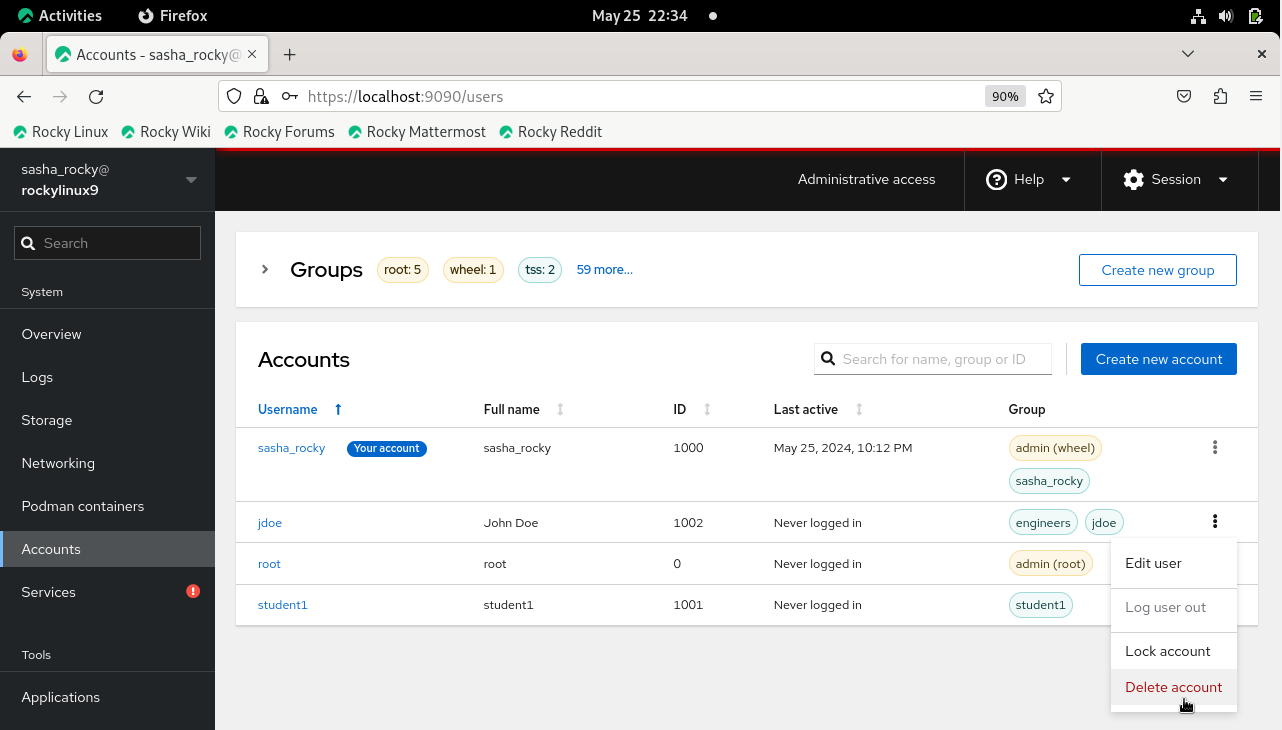 Activities Firefox May 25 22:34
Accounts - sasha_rocky@
https://localhost:9090/users 90%
Rocky Linux Rocky Wiki Rocky Forums Rocky Mattermost Rocky Reddit
sasha_rocky@
rockylinux9
Administrative access Help Session
Search
System
Overview
Logs
Storage
Networking
Podman containers
Accounts
Services
Tools
Applications
Groups root: 5 wheel: 1 tss: 2 59 more... Create new group
Accounts Search for name, group or ID Create new account
Username Full name ID Last active Group
sasha_rocky Your account sasha_rocky 1000 May 25, 2024, 10:12 PM admin (wheel)
sasha_rocky
jdoe John Doe 1002 Never logged in engineers jdoe
root root 0 Never logged in admin (root)
student1 student1 1001 Never logged in student1
Edit user
Log user out
Lock account
Delete account